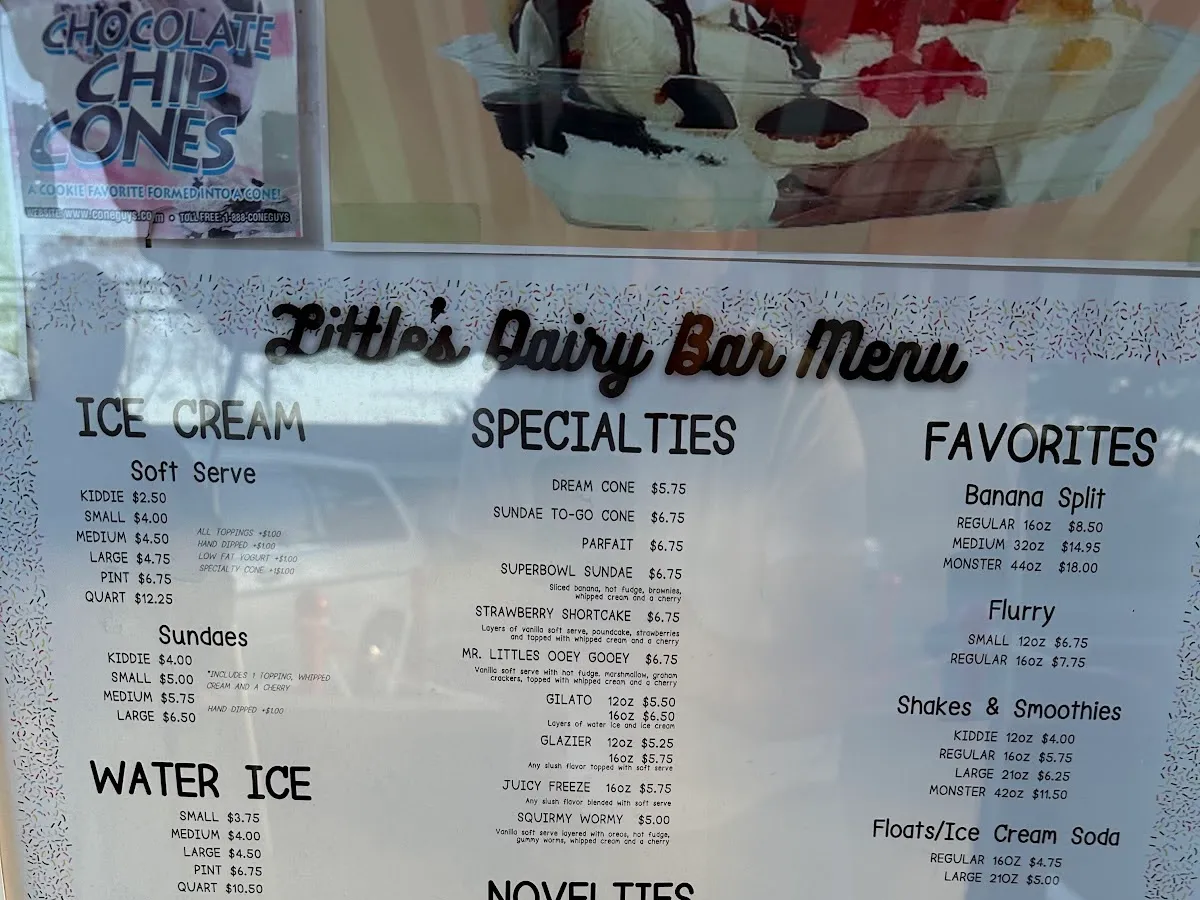 CHOCOLATE
CHIP
CONES
A COOKIE FAVORITE FORMED INTO A CONE!
WEBSITE: www.coneguys.com • TOLL FREE: 1-888-CONEGUYS
Little's Dairy Bar Menu
ICE CREAM
Soft Serve
KIDDIE $2.50
SMALL $4.00
MEDIUM $4.50
LARGE $4.75
PINT $6.75
QUART $12.25
ALL TOPPINGS +$1.00
HAND DIPPED +$1.00
LOW FAT YOGURT +$1.00
SPECIALTY CONE +$1.00
Sundaes
KIDDIE $4.00
SMALL $5.00
MEDIUM $5.75
LARGE $6.50
*INCLUDES 1 TOPPING, WHIPPED
CREAM AND A CHERRY
HAND DIPPED +$1.00
WATER ICE
SMALL $3.75
MEDIUM $4.00
LARGE $4.50
PINT $6.75
QUART $10.50
SPECIALTIES
DREAM CONE $5.75
SUNDAE TO-GO CONE $6.75
PARFAIT $6.75
SUPERBOWL SUNDAE $6.75
Sliced banana, hot fudge, brownies,
whipped cream and a cherry
STRAWBERRY SHORTCAKE $6.75
Layers of vanilla soft serve, poundcake, strawberries
and topped with whipped cream and a cherry
MR. LITTLES OOEY GOOEY $6.75
Vanilla soft serve with hot fudge, marshmallow, graham
crackers, topped with whipped cream and a cherry
GILATO 12oz $5.50
16oz $6.50
Layers of water ice and ice cream
GLAZIER 12oz $5.25
16oz $5.75
Any slush flavor topped with soft serve
JUICY FREEZE 16oz $5.75
Any slush flavor blended with soft serve
SQUIRMY WORMY $5.00
Vanilla soft serve layered with oreos, hot fudge,
gummy worms, whipped cream and a cherry
NOVELTIES
FAVORITES
Banana Split
REGULAR 16oz $8.50
MEDIUM 32oz $14.95
MONSTER 44oz $18.00
Flurry
SMALL 12oz $6.75
REGULAR 16oz $7.75
Shakes & Smoothies
KIDDIE 12oz $4.00
REGULAR 16oz $5.75
LARGE 21oz $6.25
MONSTER 42oz $11.50
Floats/Ice Cream Soda
REGULAR 16OZ $4.75
LARGE 21OZ $5.00